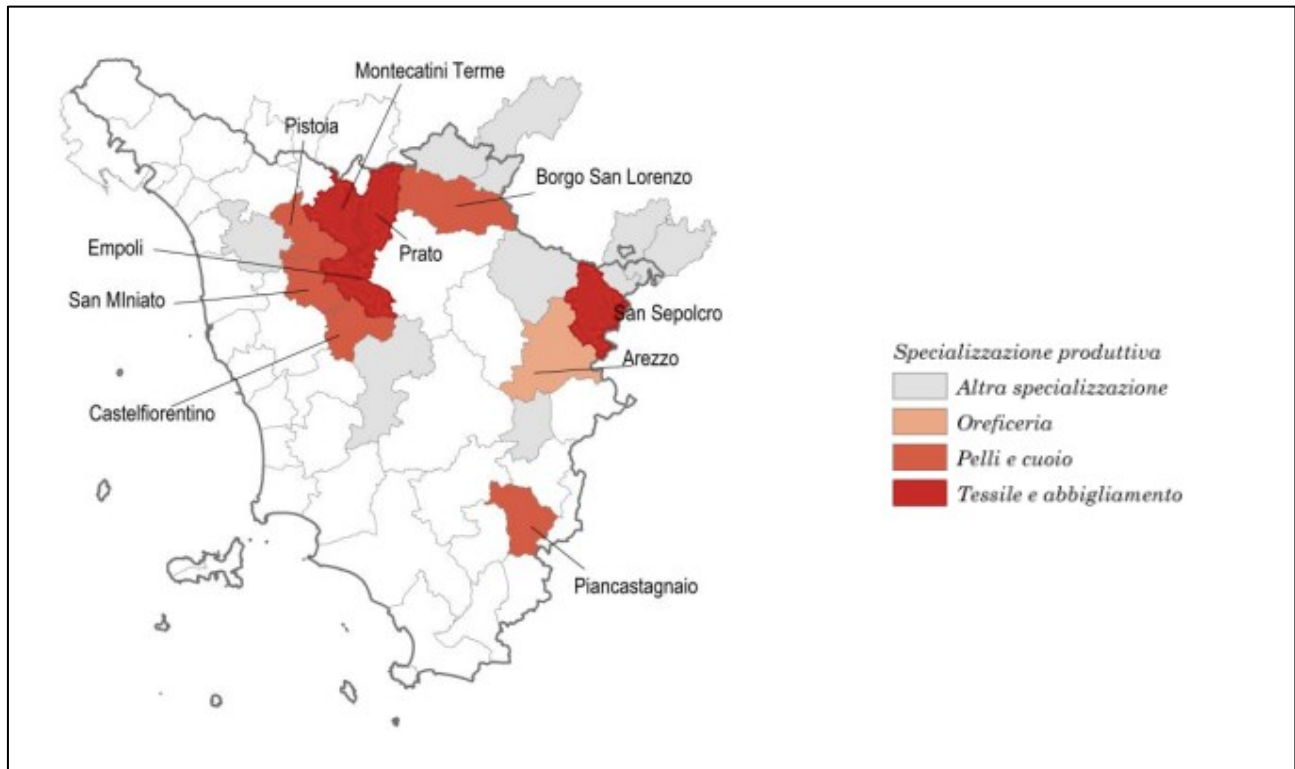 Montecatini Terme
Pistoia
Borgo San Lorenzo
Empoli
Prato
San MIniato
San Sepolcro
Arezzo
Castelfiorentino
Piancastagnaio
Specializzazione produttiva
Altra specializzazione
Oreficeria
Pelli e cuoio
Tessile e abbigliamento